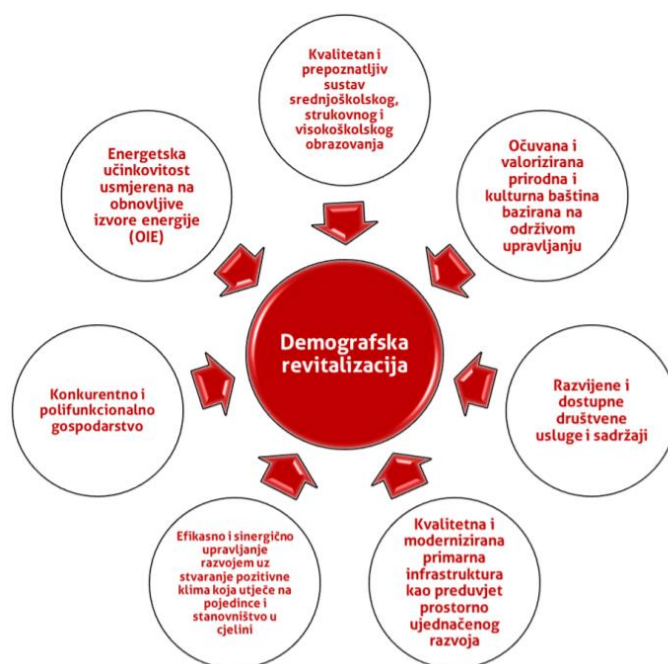 Kvalitetan i
prepoznatljiv
sustav
srednjoškolskog,
strukovnog i
visokoškolskog
obrazovanja
Energetska
učinkovitost
usmjerena na
obnovljive
izvore energije
(OIE)
Očuvana i
valorizirana
prirodna i
kulturna baština
bazirana na
održivom
upravljanju
Demografska
revitalizacija
Konkurentno i
polifunkcionalno
gospodarstvo
Razvijene i
dostupne
društvene
usluge i sadržaji
Efikasno i sinergično
upravljanje
razvojem uz
stvaranje pozitivne
klima koja utječe na
pojedince i
stanovništvo u
cjelini
Kvalitetna i
modernizirana
primarna
infrastruktura
kao preduvjet
prostorno
ujednačenog
razvoja